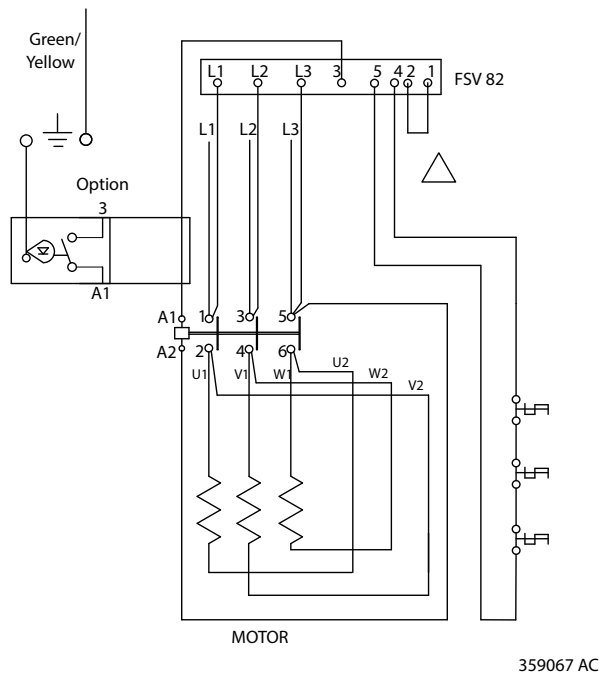 Green/
Yellow
L1 L2 L3 3 5 4 2 1
FSV 82
L1 L2 L3
Option
3
A1
A1 1 3 5
A2 2 4 6
U1 V1 W1 U2 W2 V2
MOTOR
359067 AC